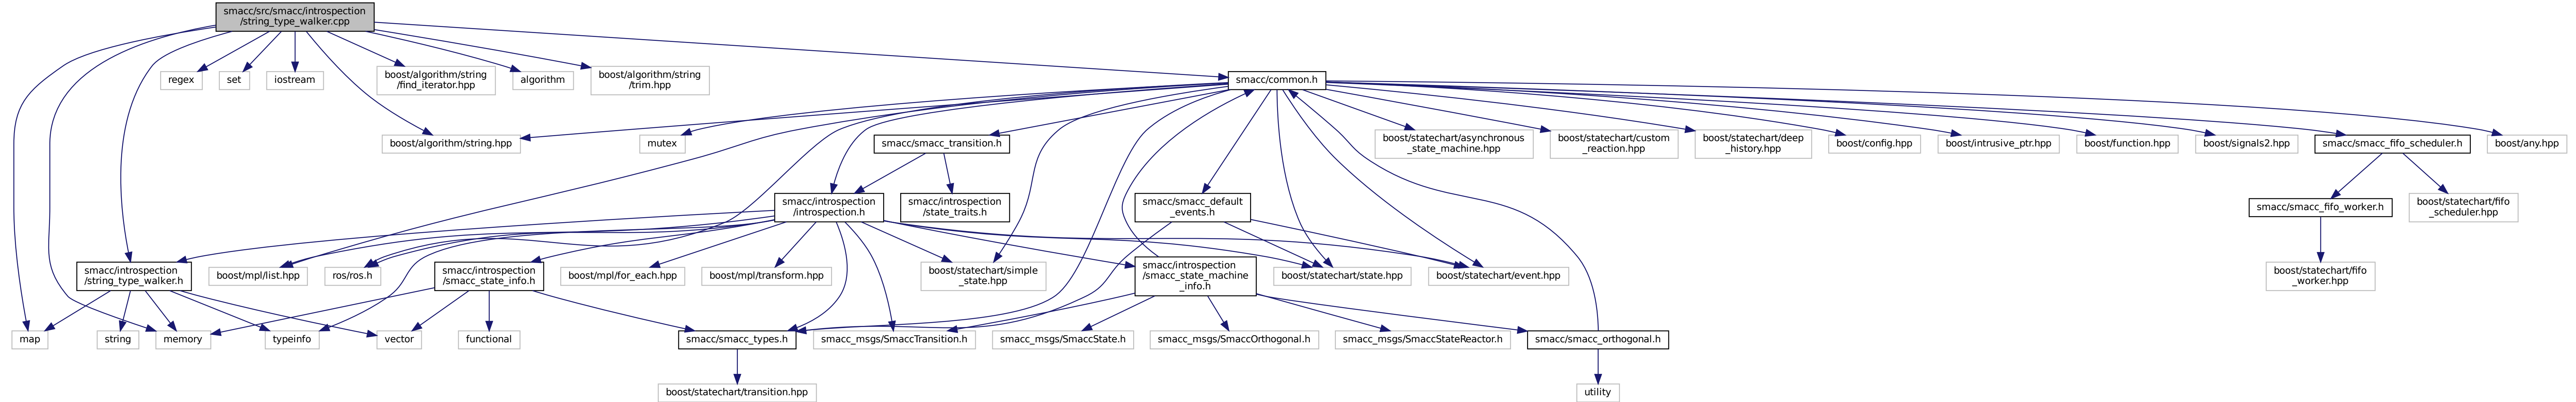 smacc/src/smacc/introspection
/string_type_walker.cpp
regex
set
iostream
boost/algorithm/string
/find_iterator.hpp
algorithm
boost/algorithm/string
/trim.hpp
smacc/common.h
boost/algorithm/string.hpp
mutex
smacc/smacc_transition.h
boost/statechart/asynchronous
_state_machine.hpp
boost/statechart/custom
_reaction.hpp
boost/statechart/deep
_history.hpp
boost/config.hpp
boost/intrusive_ptr.hpp
boost/function.hpp
boost/signals2.hpp
smacc/smacc_fifo_scheduler.h
boost/any.hpp
smacc/introspection
/introspection.h
smacc/introspection
/state_traits.h
smacc/smacc_default
_events.h
smacc/smacc_fifo_worker.h
boost/statechart/fifo
_scheduler.hpp
smacc/introspection
/string_type_walker.h
boost/mpl/list.hpp
ros/ros.h
smacc/introspection
/smacc_state_info.h
boost/mpl/for_each.hpp
boost/mpl/transform.hpp
boost/statechart/simple
_state.hpp
smacc/introspection
/smacc_state_machine
_info.h
boost/statechart/state.hpp
boost/statechart/event.hpp
boost/statechart/fifo
_worker.hpp
map
string
memory
typeinfo
vector
functional
smacc/smacc_types.h
smacc_msgs/SmaccTransition.h
smacc_msgs/SmaccState.h
smacc_msgs/SmaccOrthogonal.h
smacc_msgs/SmaccStateReactor.h
smacc/smacc_orthogonal.h
boost/statechart/transition.hpp
utility